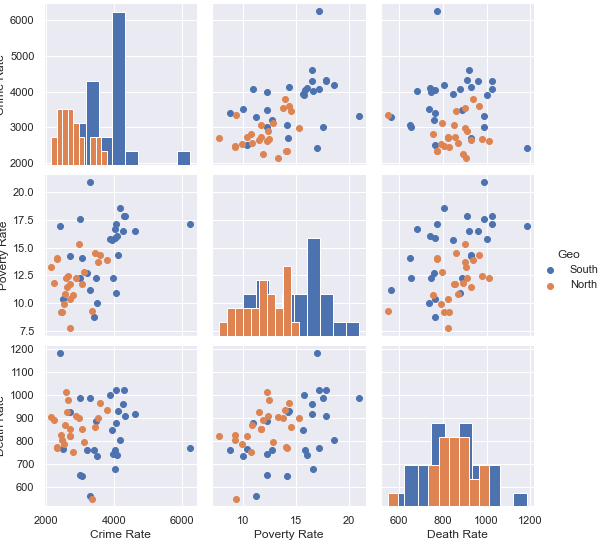 6000
5000
4000
3000
2000
Crime Rate
20.0
17.5
15.0
12.5
10.0
7.5
Poverty Rate
Geo
South
North
1200
1100
1000
900
800
700
600
Death Rate
2000 4000 6000
10 15 20
600 800 1000 1200
Crime Rate
Poverty Rate
Death Rate